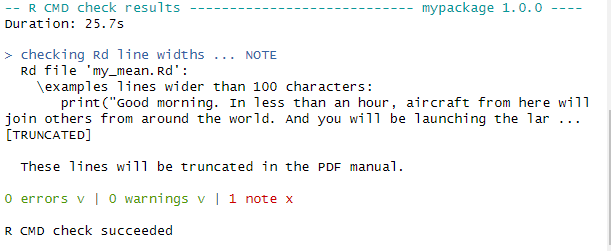 -- R CMD check results --------------------------- mypackage 1.0.0 ----
Duration: 25.7s
> checking Rd line widths ... NOTE
Rd file 'my_mean.Rd':
\examples lines wider than 100 characters:
print("Good morning. In less than an hour, aircraft from here will
join others from around the world. And you will be launching the lar ...
[TRUNCATED]
These lines will be truncated in the PDF manual.
0 errors v | 0 warnings v | 1 note x
R CMD check succeeded